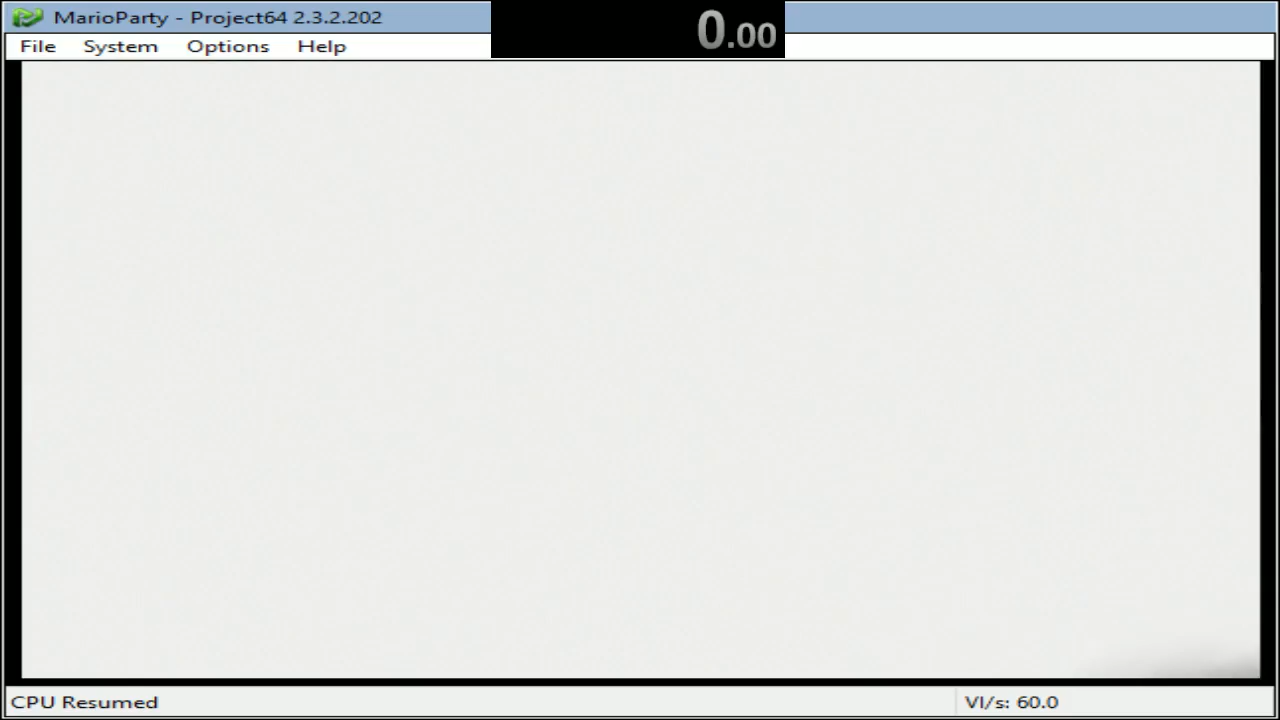 MarioParty - Project64 2.3.2.202
0.00
File System Options Help
CPU Resumed VI/s: 60.0